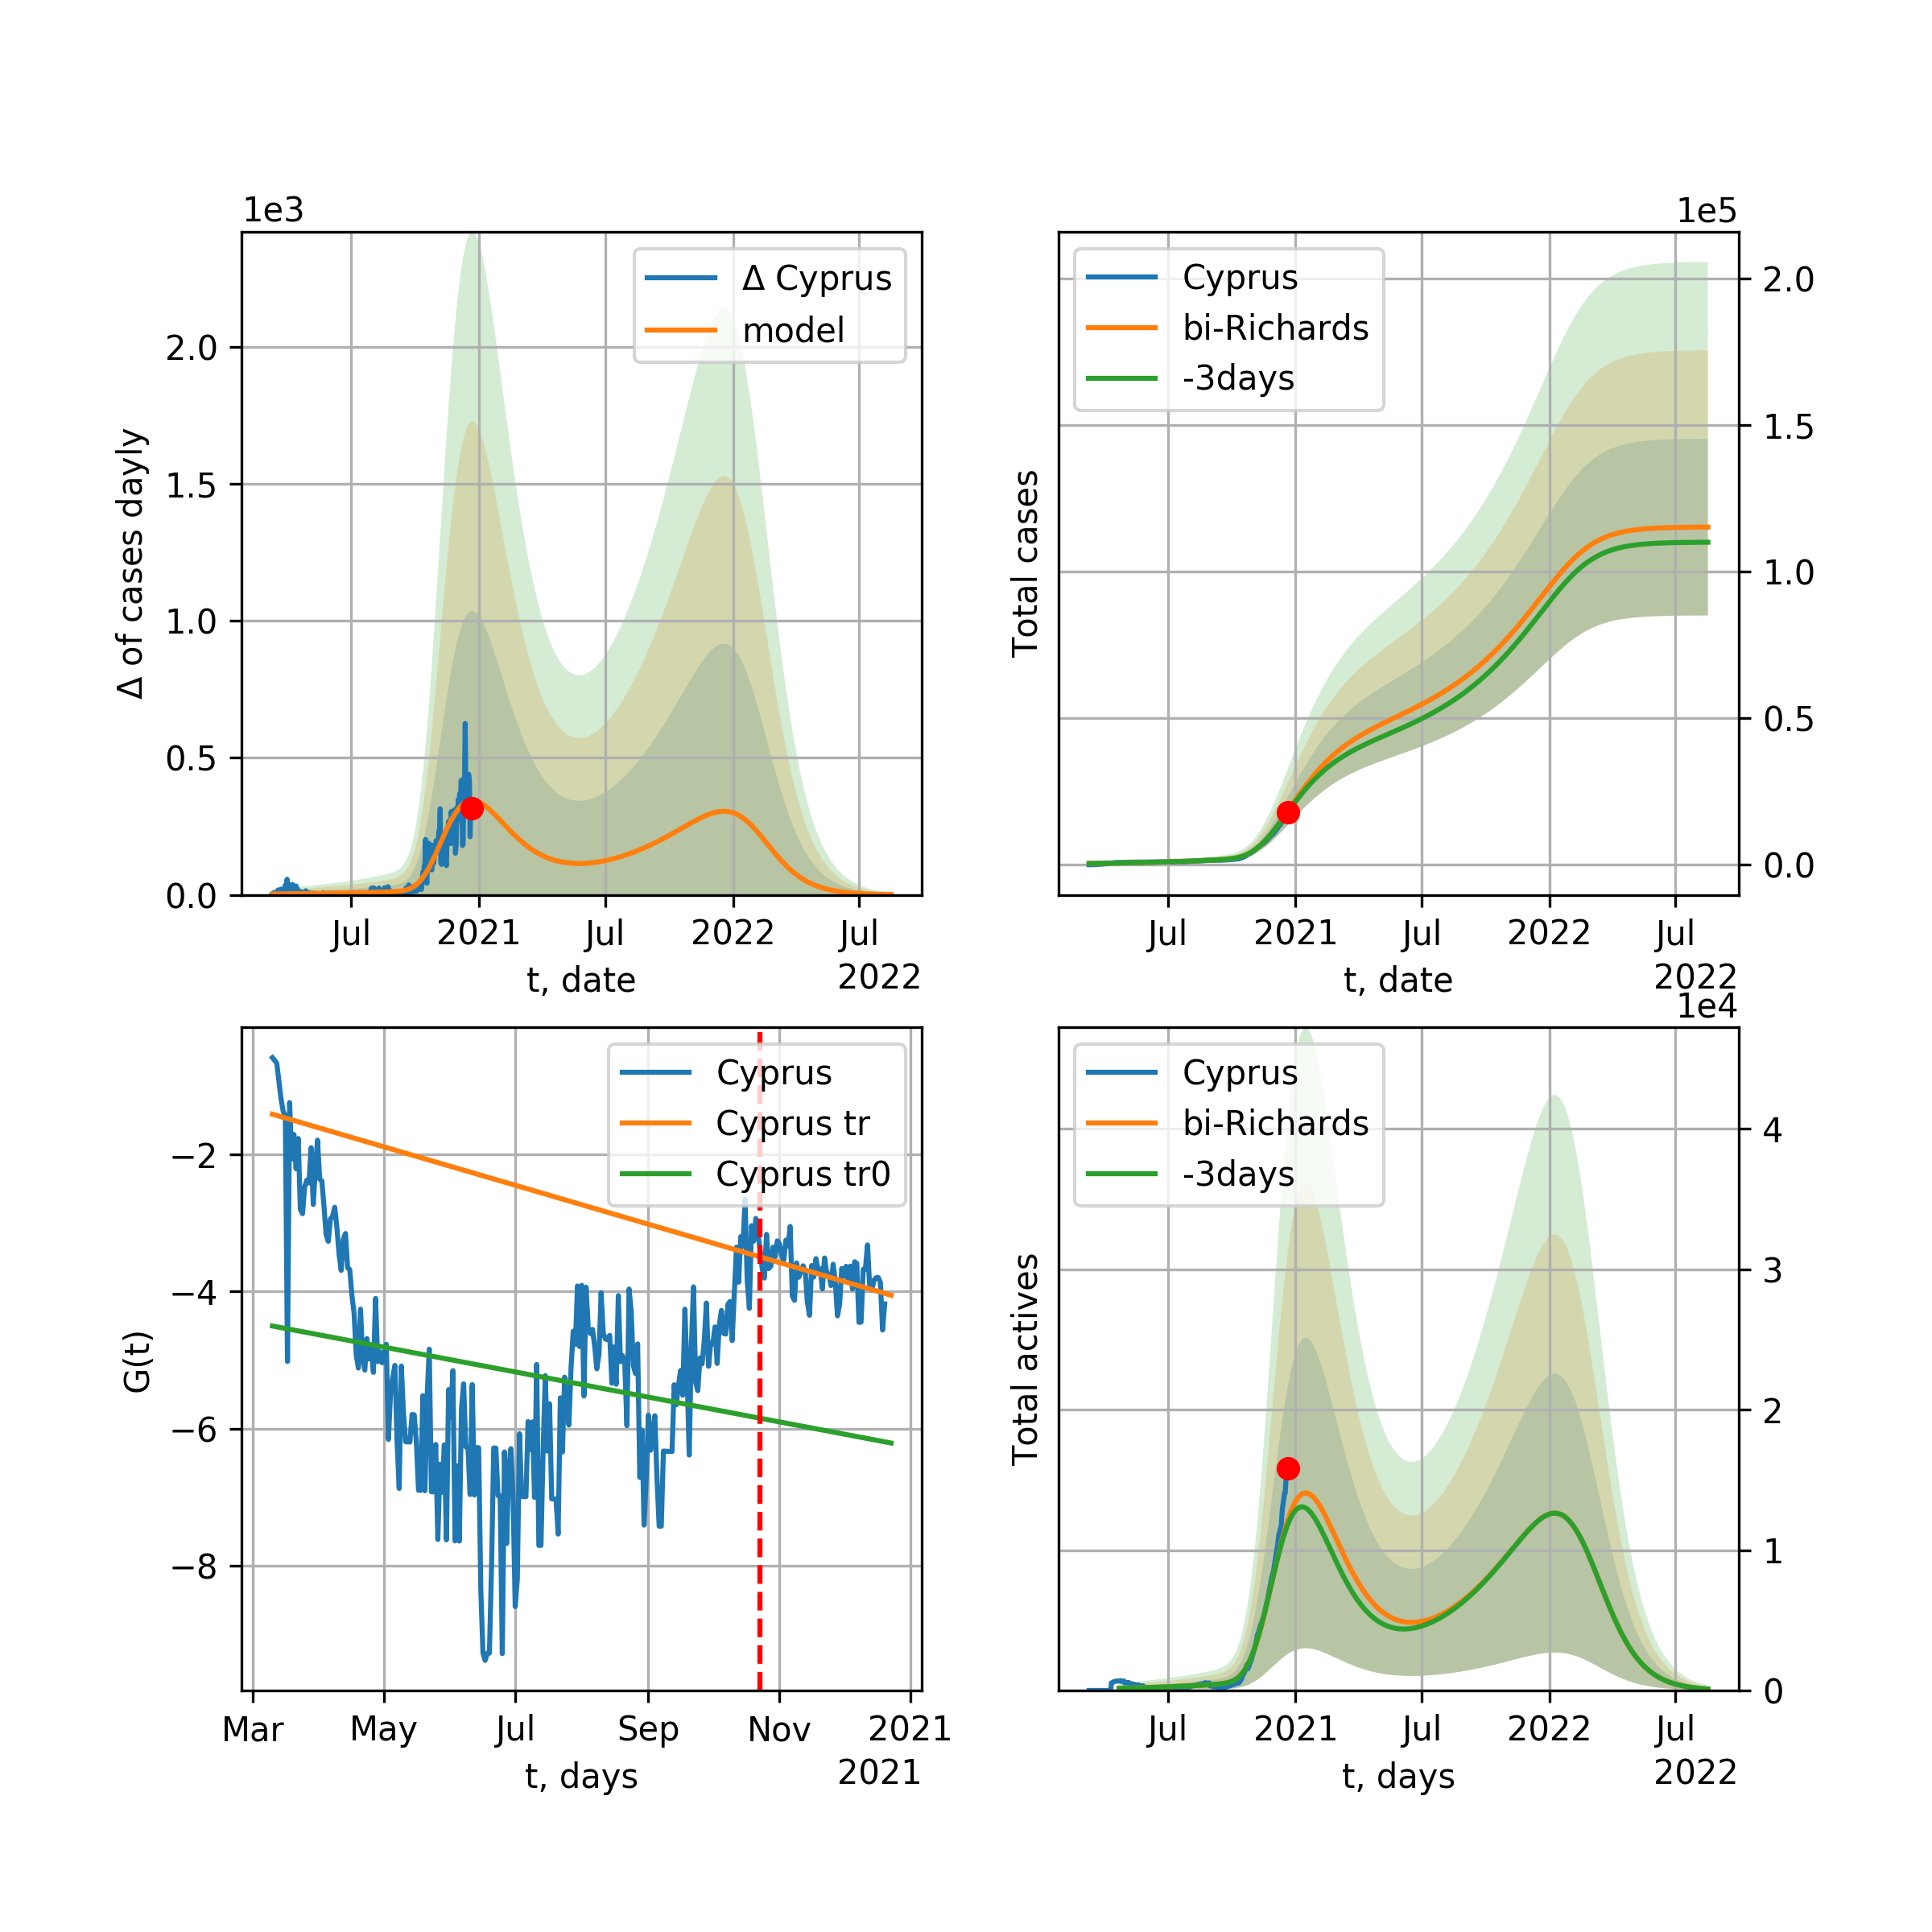 1e3
Δ Cyprus
model
2.0
1.5
1.0
0.5
0.0
Δ of cases dayly
Jul
2021
Jul
2022
Jul
t, date
2022
1e5
Cyprus
bi-Richards
-3days
2.0
1.5
1.0
0.5
0.0
Total cases
Jul
2021
Jul
2022
Jul
t, date
2022
Cyprus
Cyprus tr
Cyprus tr0
−2
−4
−6
−8
G(t)
Mar
May
Jul
Sep
Nov
2021
t, days
2021
1e4
Cyprus
bi-Richards
-3days
4
3
2
1
0
Total actives
Jul
2021
Jul
2022
Jul
t, days
2022